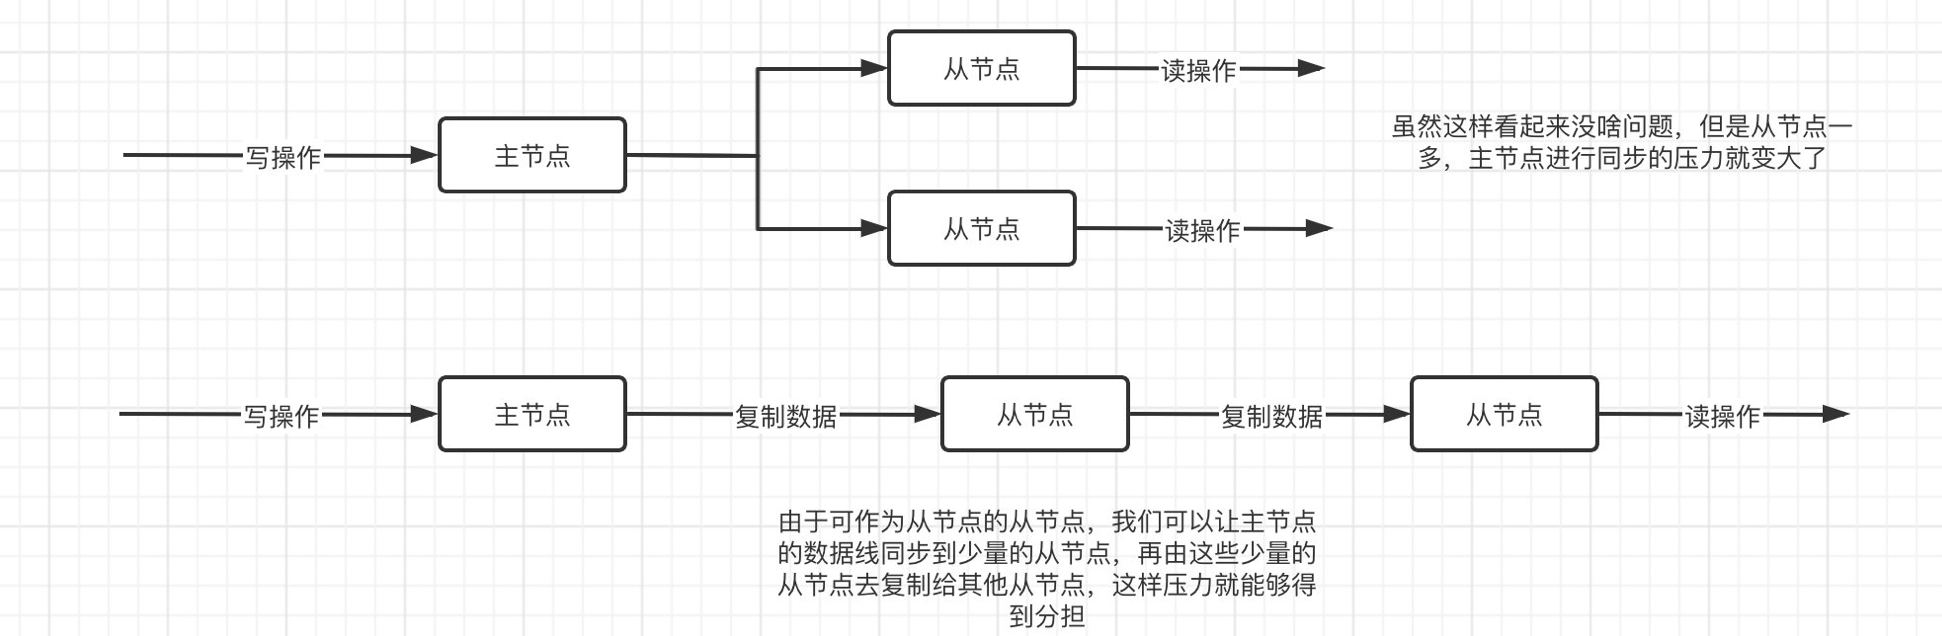 从节点
读操作
写操作
主节点
虽然这样看起来没啥问题，但是从节点一
多，主节点进行同步的压力就变大了
从节点
读操作
写操作
主节点
复制数据
从节点
复制数据
从节点
读操作
由于可作为从节点的从节点，我们可以让主节点
的数据线同步到少量的从节点，再由这些少量的
从节点去复制给其他从节点，这样压力就能够得
到分担